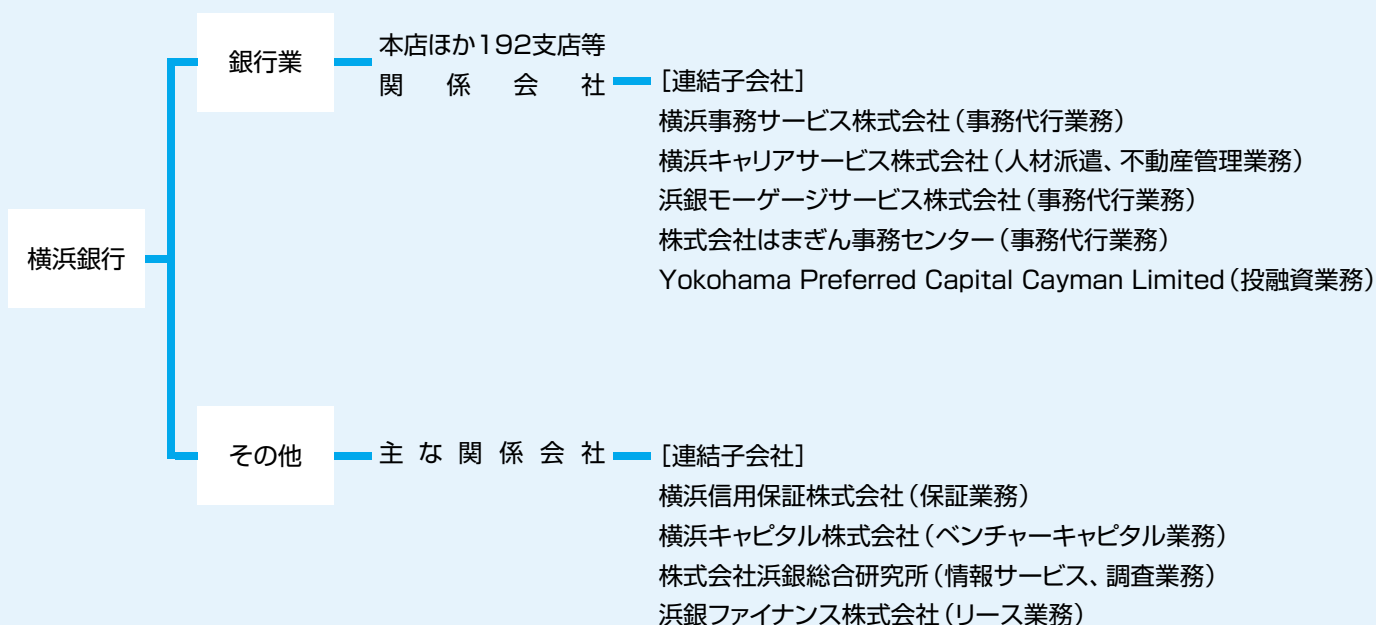 横浜銀行
銀行業
本店ほか192支店等
関係会社
［連結子会社］
横浜事務サービス株式会社（事務代行業務）
横浜キャリアサービス株式会社（人材派遣、不動産管理業務）
浜銀モーゲージサービス株式会社（事務代行業務）
株式会社はまぎん事務センター（事務代行業務）
Yokohama Preferred Capital Cayman Limited（投融資業務）
その他
主な関係会社
［連結子会社］
横浜信用保証株式会社（保証業務）
横浜キャピタル株式会社（ベンチャーキャピタル業務）
株式会社浜銀総合研究所（情報サービス、調査業務）
浜銀ファイナンス株式会社（リース業務）